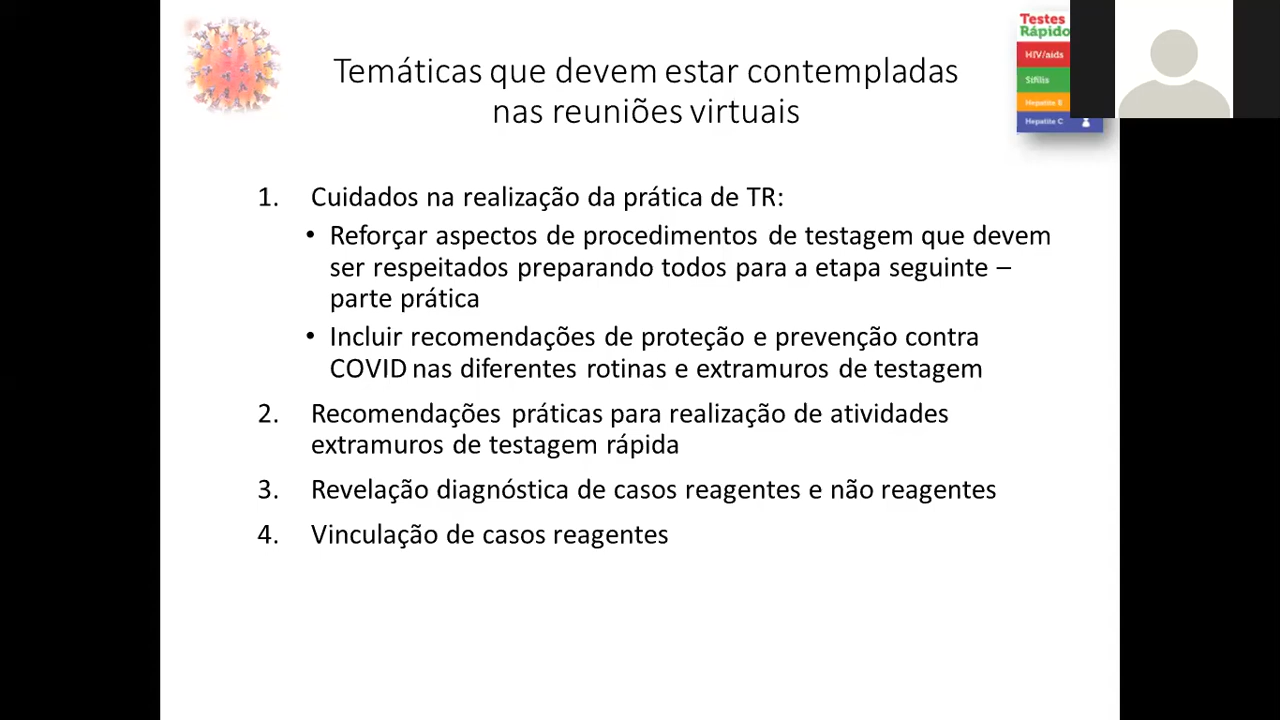 Temáticas que devem estar contempladas
nas reuniões virtuais
Testes
Rápido
HIV/aids
Sífilis
Hepatite B
Hepatite C
1. Cuidados na realização da prática de TR:
• Reforçar aspectos de procedimentos de testagem que devem
ser respeitados preparando todos para a etapa seguinte –
parte prática
• Incluir recomendações de proteção e prevenção contra
COVID nas diferentes rotinas e extramuros de testagem
2. Recomendações práticas para realização de atividades
extramuros de testagem rápida
3. Revelação diagnóstica de casos reagentes e não reagentes
4. Vinculação de casos reagentes